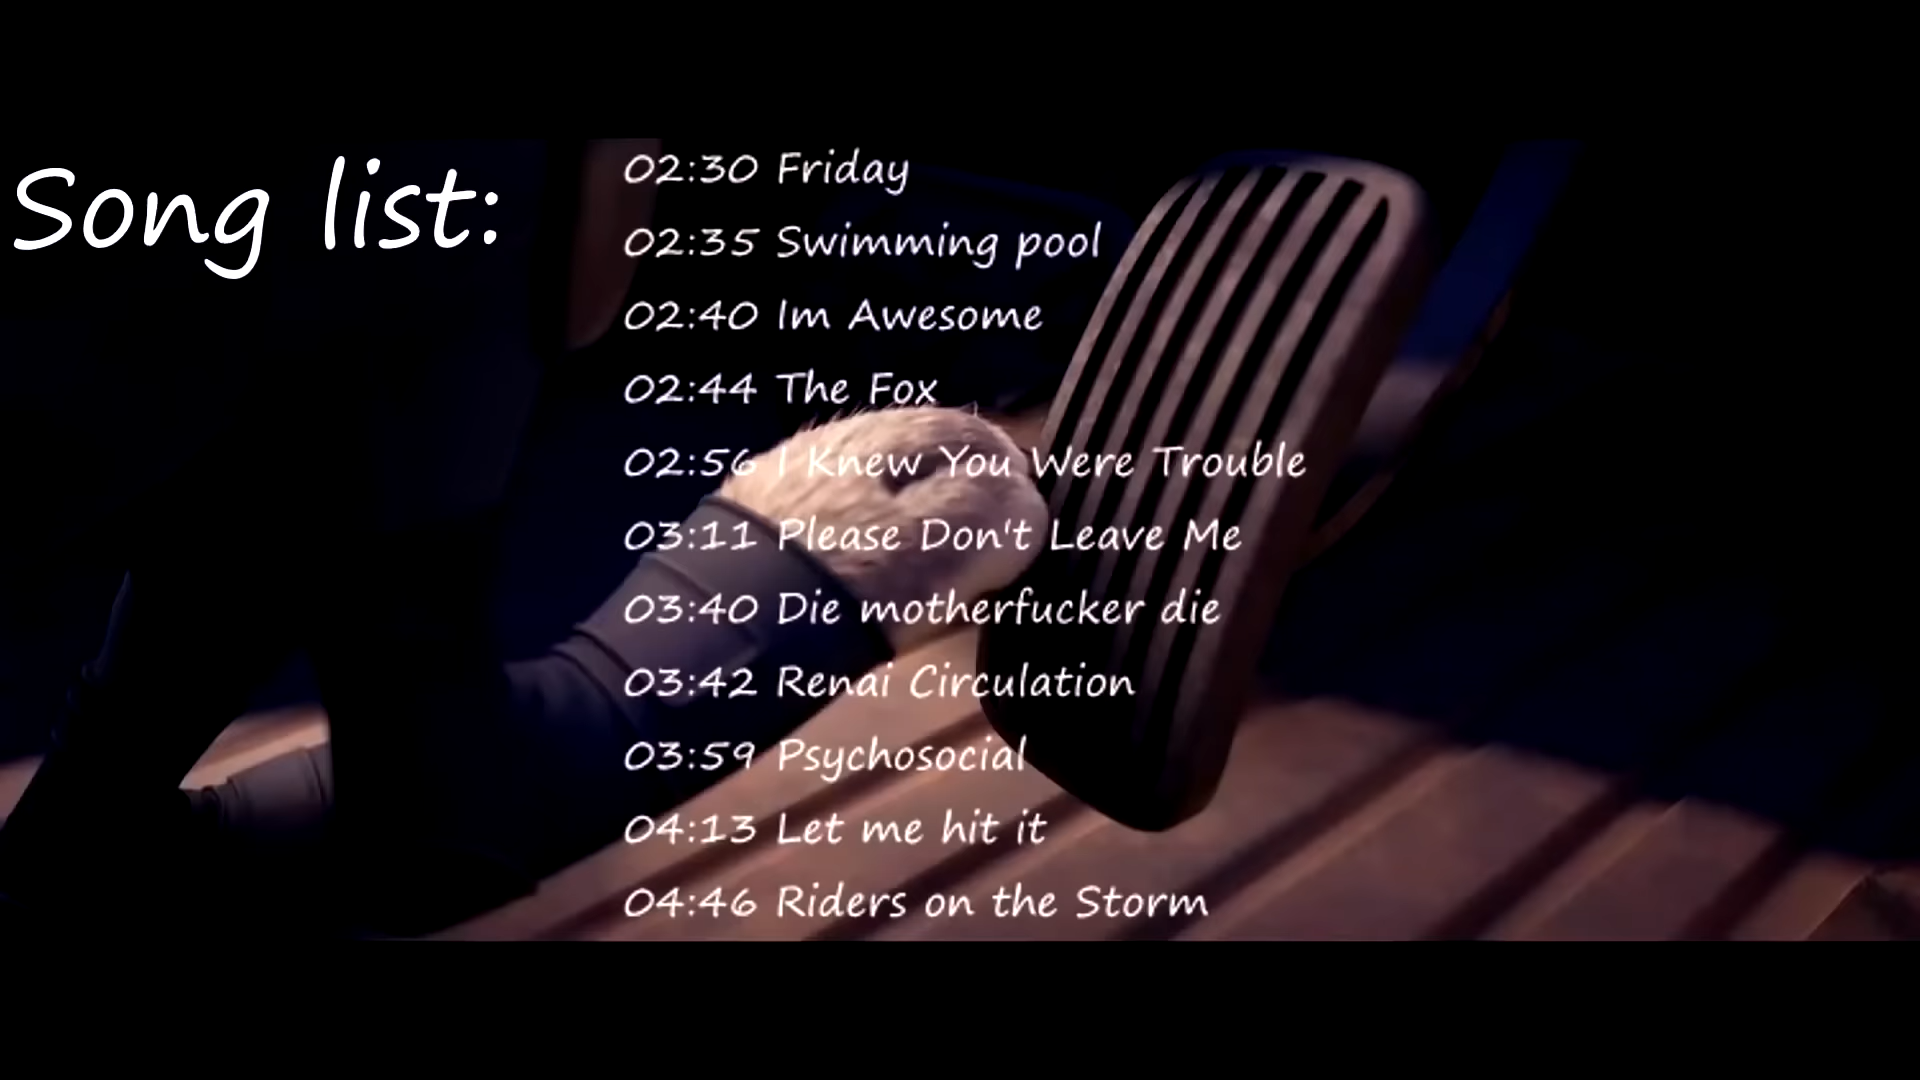 Song list:
02:30 Friday
02:35 Swimming pool
02:40 Im Awesome
02:44 The Fox
02:56 I Knew You Were Trouble
03:11 Please Don't Leave Me
03:40 Die motherfucker die
03:42 Renai Circulation
03:59 Psychosocial
04:13 Let me hit it
04:46 Riders on the Storm